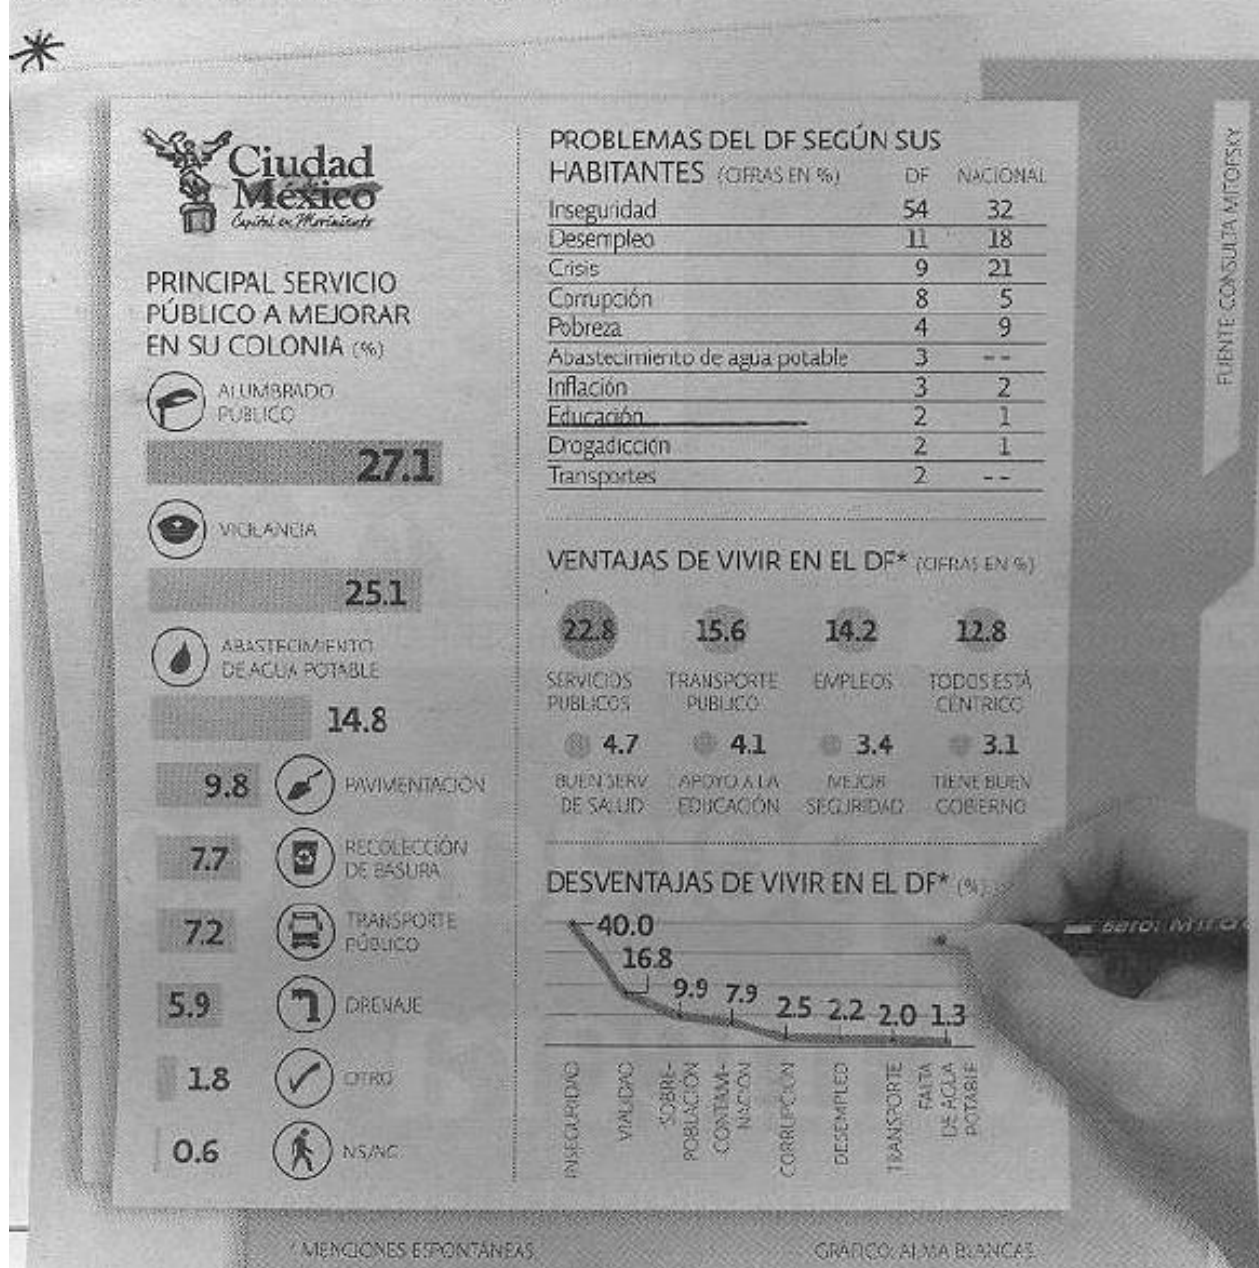 Ciudad
México
Capital en Movimiento
PRINCIPAL SERVICIO
PÚBLICO A MEJORAR
EN SU COLONIA (%)
ALUMBRADO
PÚBLICO
27.1
VIGILANCIA
25.1
ABASTECIMIENTO
DE AGUA POTABLE
14.8
9.8 PAVIMENTACIÓN
7.7 RECOLECCIÓN
DE BASURA
7.2 TRANSPORTE
PÚBLICO
5.9 DRENAJE
1.8 OTRO
0.6 NS/NC
PROBLEMAS DEL DF SEGÚN SUS
HABITANTES (CIFRAS EN %) DF NACIONAL
Inseguridad 54 32
Desempleo 11 18
Crisis 9 21
Corrupción 8 5
Pobreza 4 9
Abastecimiento de agua potable 3 --
Inflación 3 2
Educación 2 1
Drogadicción 2 1
Transportes 2 --
VENTAJAS DE VIVIR EN EL DF* (CIFRAS EN %)
22.8 15.6 14.2 12.8
SERVICIOS TRANSPORTE EMPLEOS TODOS ESTÁ
PÚBLICOS PÚBLICO CÉNTRICO
4.7 4.1 3.4 3.1
BUEN SERV APOYO A LA MEJOR TIENE BUEN
DE SALUD EDUCACIÓN SEGURIDAD GOBIERNO
DESVENTAJAS DE VIVIR EN EL DF* (%)
40.0
16.8
9.9 7.9 2.5 2.2 2.0 1.3
INSEGURIDAD
VIALIDAD
SOBRE-
POBLACIÓN
CONTAMI-
NACIÓN
CORRUPCIÓN
DESEMPLEO
TRANSPORTE
FALTA
DE AGUA
POTABLE
FUENTE CONSULTA MITOFSKY
* MENCIONES ESPONTÁNEAS
GRÁFICO: ALMA BLANCAS